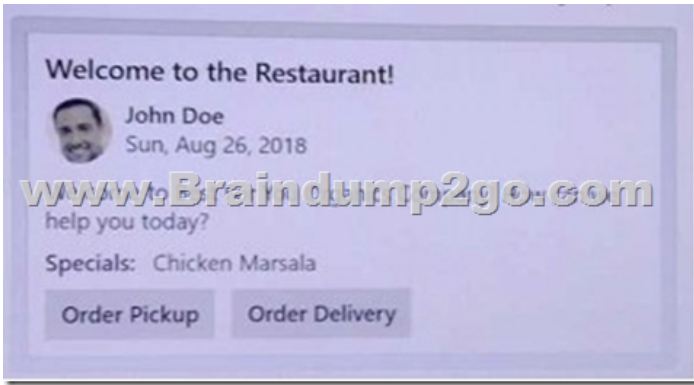 Welcome to the Restaurant!
John Doe
Sun, Aug 26, 2018
www.Braindump2go.com
help you today?
Specials: Chicken Marsala
Order Pickup Order Delivery